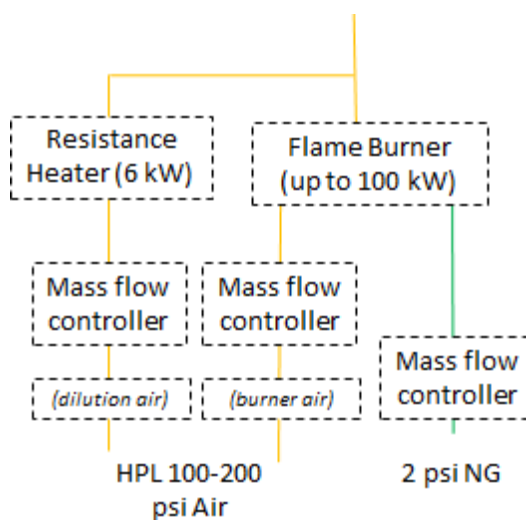 Resistance
Heater (6 kW)
Flame Burner
(up to 100 kW)
Mass flow
controller
Mass flow
controller
Mass flow
controller
(dilution air)
(burner air)
HPL 100-200
psi Air
2 psi NG